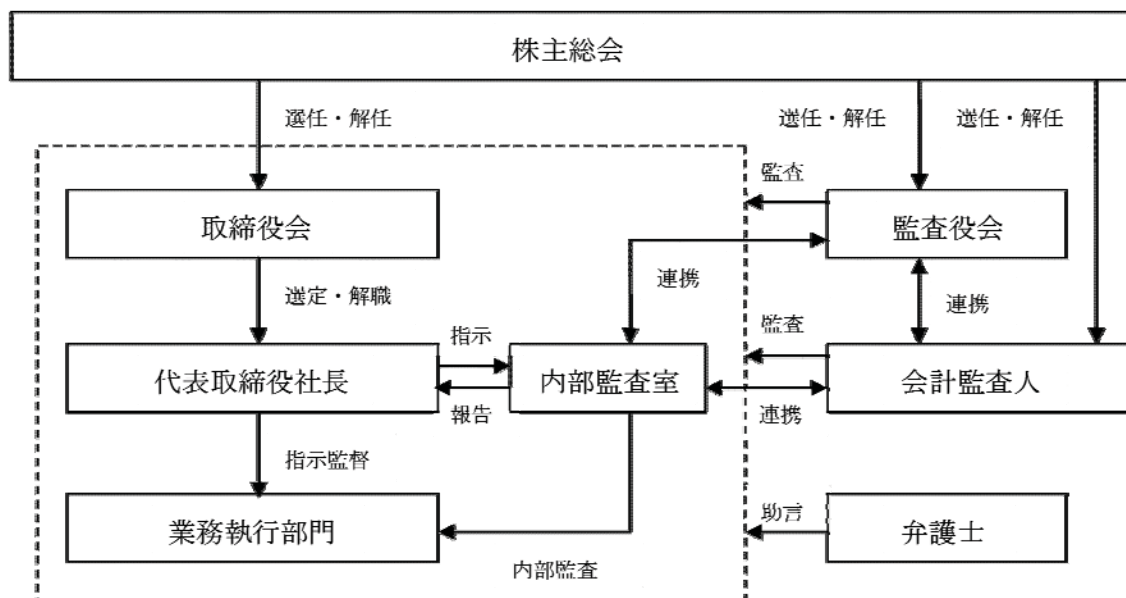 株主総会
選任・解任
選任・解任
選任・解任
監査
取締役会
監査役会
連携
選定・解職
連携
指示
監査
代表取締役社長
内部監査室
会計監査人
報告
連携
指示監督
業務執行部門
助言
弁護士
内部監査